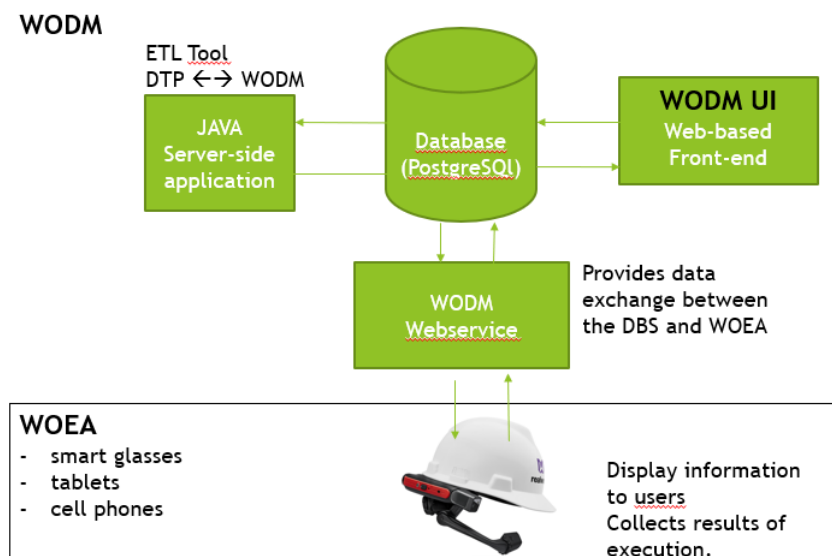 WODM
ETL Tool
DTP ←→ WODM
JAVA
Server-side
application
Database
(PostgreSQl)
WODM UI
Web-based
Front-end
WODM
Webservice
Provides data
exchange between
the DBS and WOEA
WOEA
- smart glasses
- tablets
- cell phones
Display information
to users
Collects results of
execution.